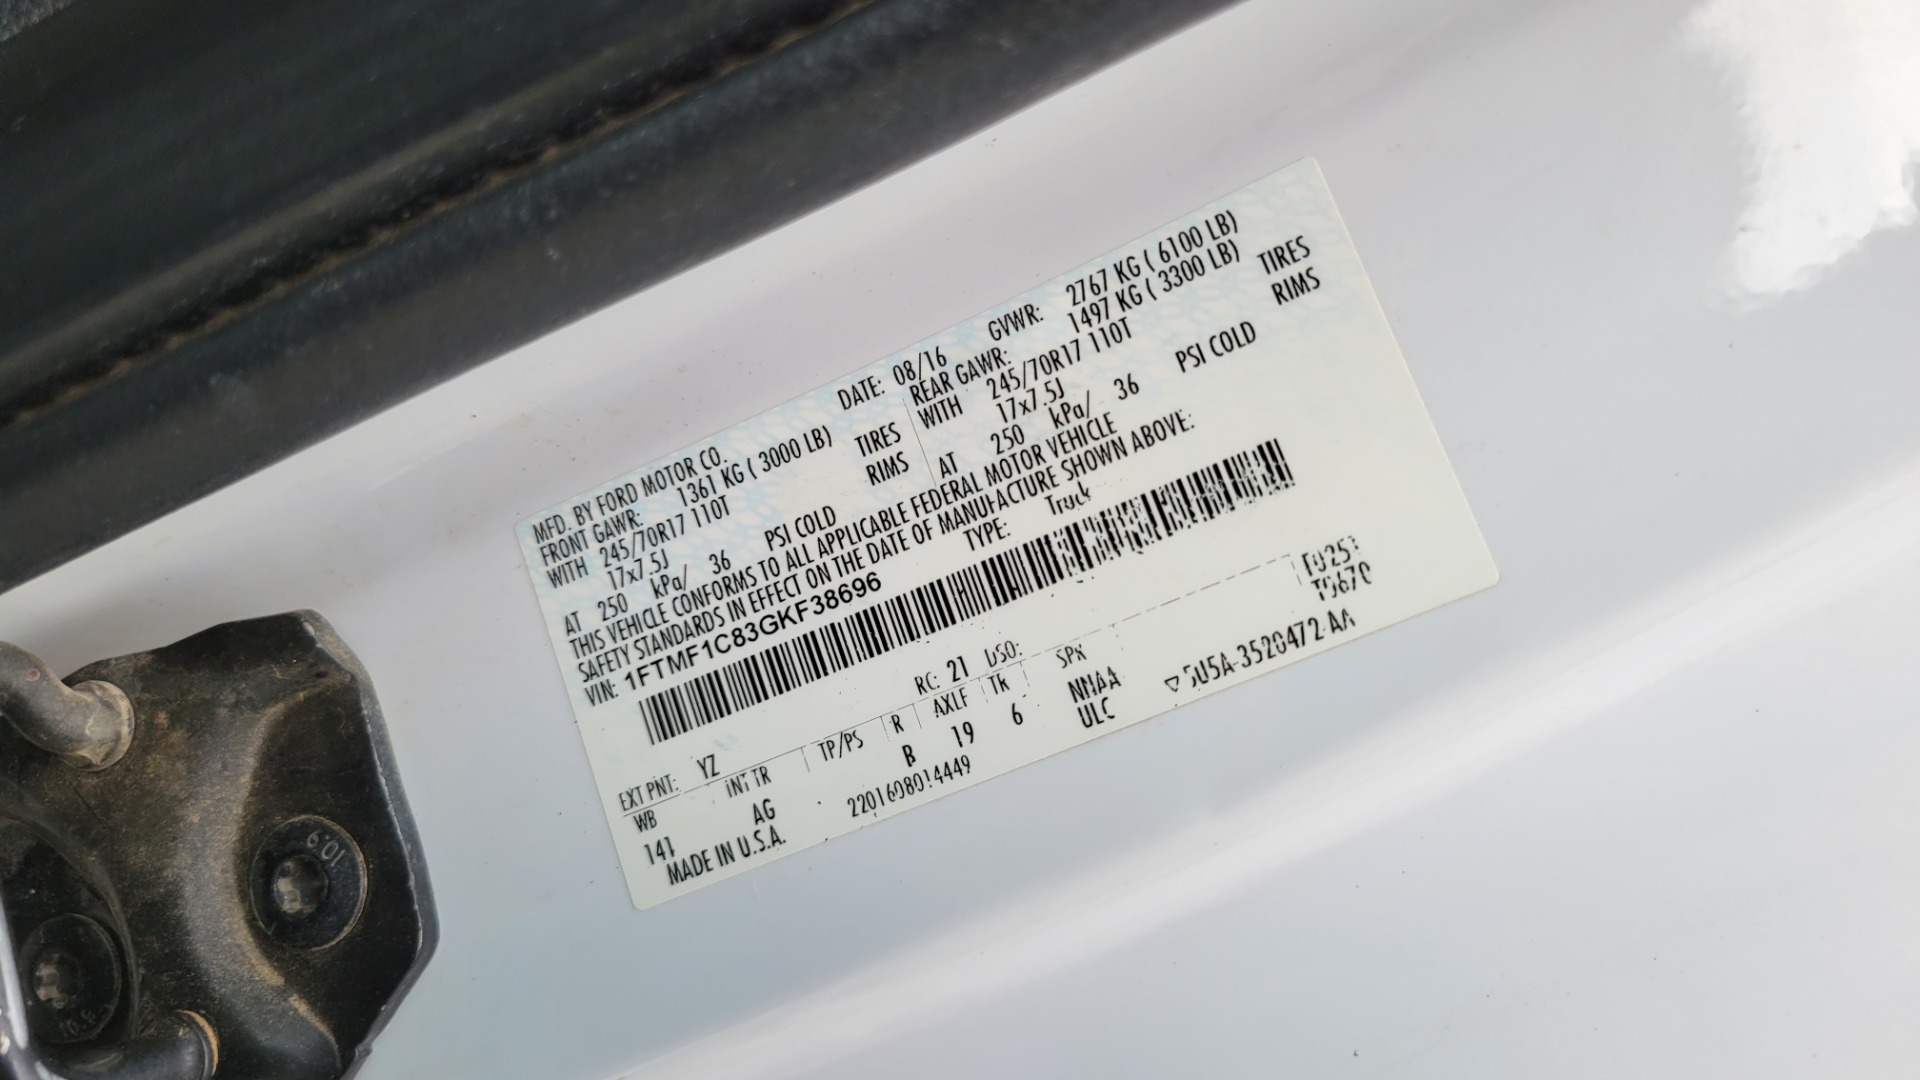 MFD. BY FORD MOTOR CO.
DATE: 08/16 GVWR: 2767 KG ( 6100 LB)
FRONT GAWR: 1361 KG ( 3000 LB) REAR GAWR: 1497 KG ( 3300 LB)
WITH 245/70R17 110T TIRES WITH 245/70R17 110T TIRES
17x7.5J RIMS 17x7.5J RIMS
AT 250 kPa/ 36 PSI COLD AT 250 kPa/ 36 PSI COLD
THIS VEHICLE CONFORMS TO ALL APPLICABLE FEDERAL MOTOR VEHICLE
SAFETY STANDARDS IN EFFECT ON THE DATE OF MANUFACTURE SHOWN ABOVE:
VIN: 1FTMF1C83GKF38696 TYPE: Truck
EXT PNT: YZ RC: 21 DSO:
WB INT TR TP/PS R AXLE TR SPR
141 AG B 19 6 NMAA
ULC
MADE IN U.S.A. 2201608014449 5U5A-3520472-AA
10.9